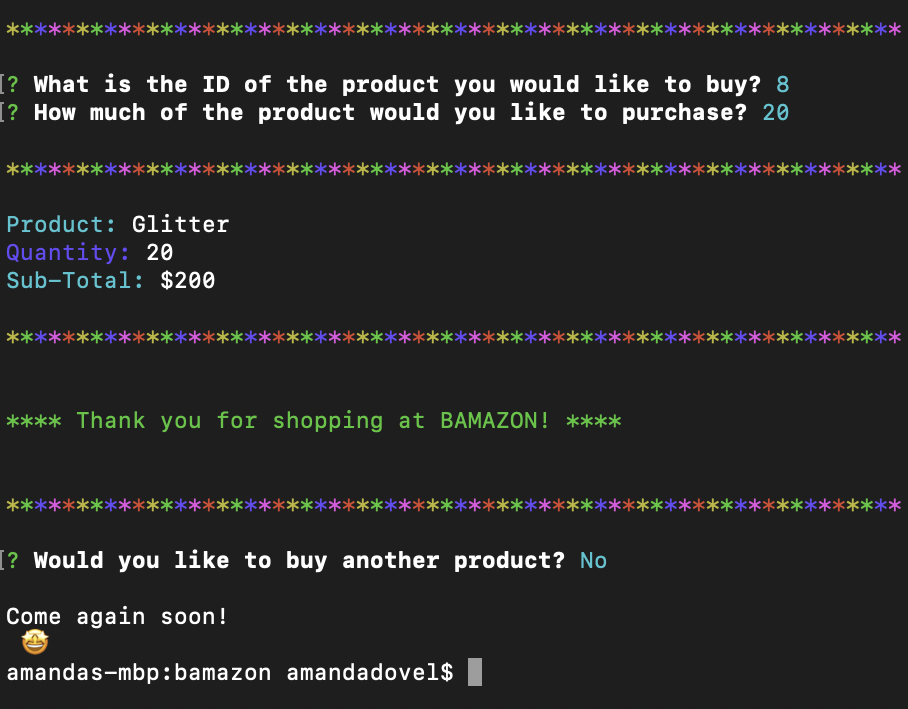 ****************************************************************
? What is the ID of the product you would like to buy? 8
? How much of the product would you like to purchase? 20
****************************************************************
Product: Glitter
Quantity: 20
Sub-Total: $200
****************************************************************
**** Thank you for shopping at BAMAZON! ****
****************************************************************
? Would you like to buy another product? No
Come again soon!
🤩
amandas-mbp:bamazon amandadovel$